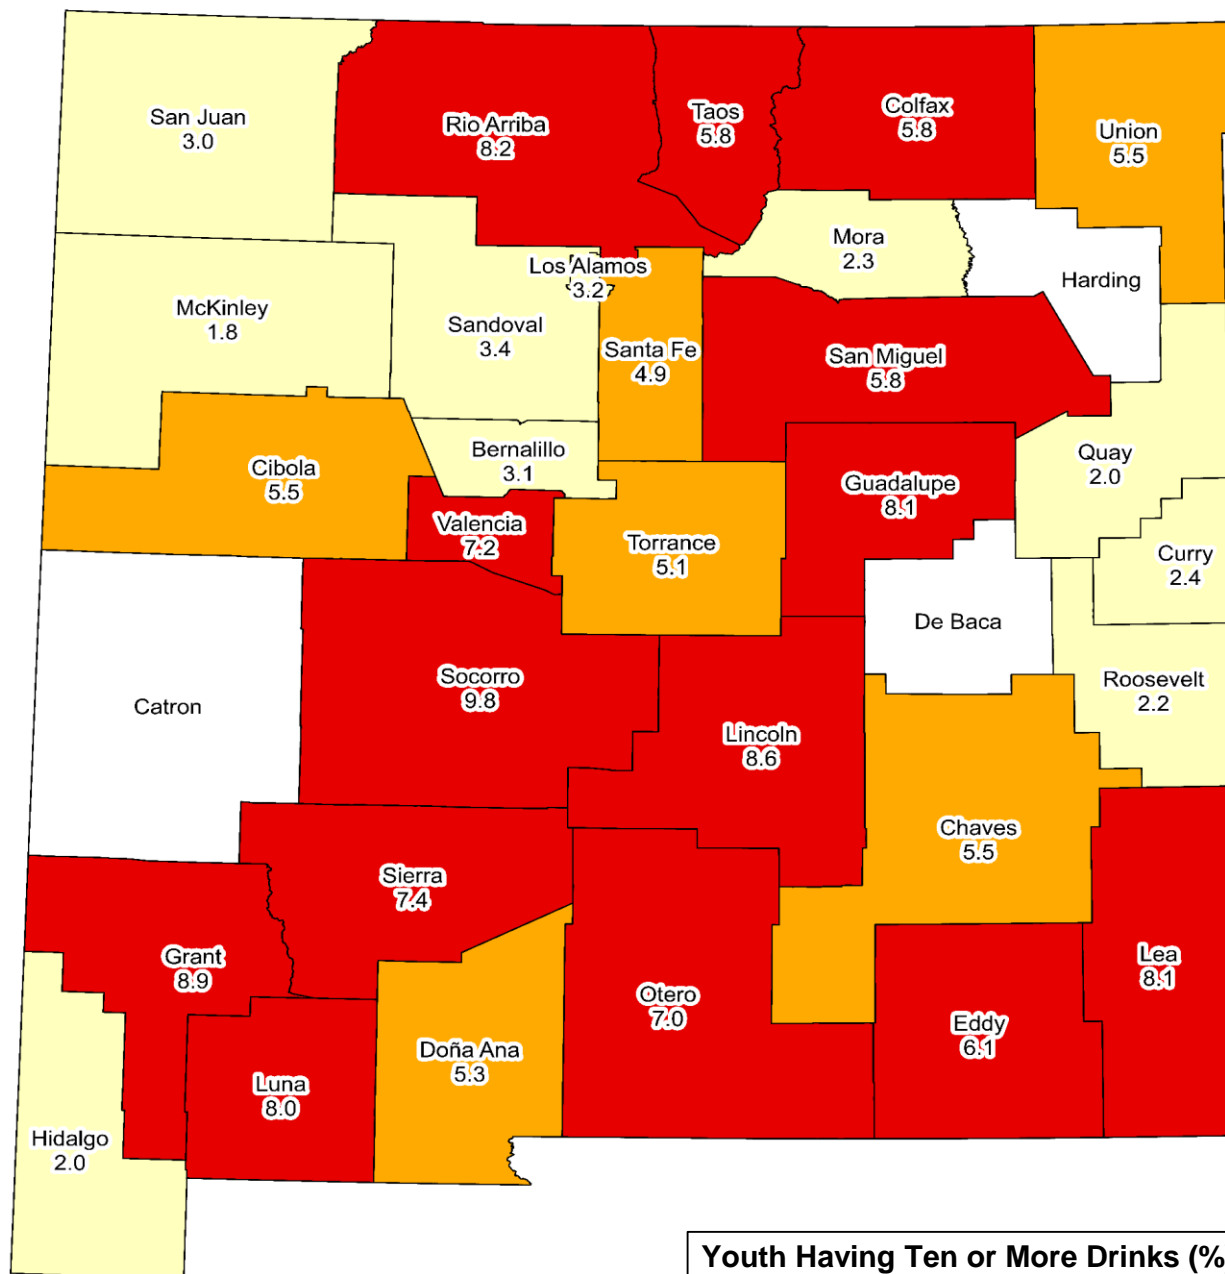 San Juan
3.0
Rio Arriba
8.2
Taos
5.8
Colfax
5.8
Union
5.5
Mora
2.3
Harding
Los Alamos
3.2
McKinley
1.8
Sandoval
3.4
Santa Fe
4.9
San Miguel
5.8
Bernalillo
3.1
Quay
2.0
Cibola
5.5
Guadalupe
8.1
Valencia
7.2
Torrance
5.1
Curry
2.4
De Baca
Roosevelt
2.2
Socorro
9.8
Catron
Lincoln
8.6
Chaves
5.5
Sierra
7.4
Grant
8.9
Lea
8.1
Otero
7.0
Eddy
6.1
Doña Ana
5.3
Luna
8.0
Hidalgo
2.0
Youth Having Ten or More Drinks (%